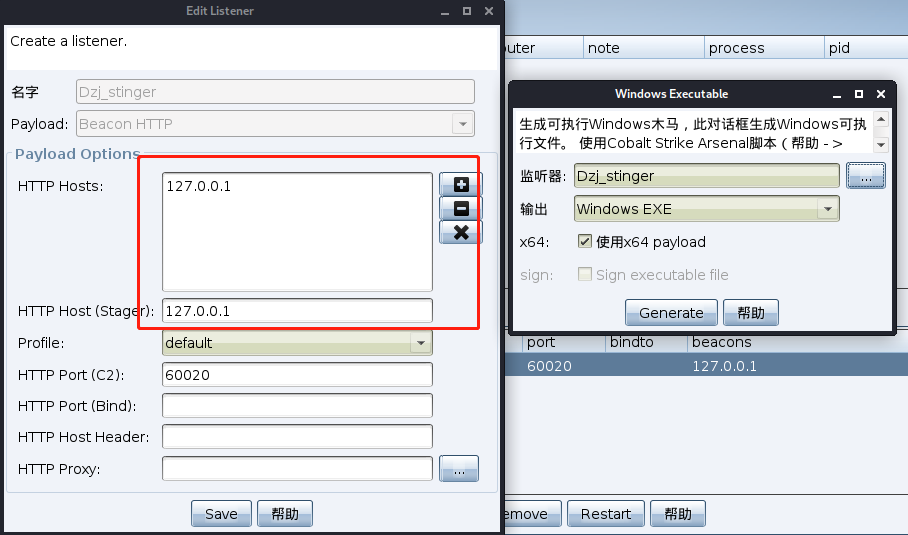 Edit Listener
Create a listener.
名字
Dzj_stinger
Payload:
Beacon HTTP
Payload Options
HTTP Hosts:
127.0.0.1
HTTP Host (Stager):
127.0.0.1
Profile:
default
HTTP Port (C2):
60020
HTTP Port (Bind):
HTTP Host Header:
HTTP Proxy:
...
Save
帮助
uter
note
process
pid
Windows Executable
生成可执行Windows木马，此对话框生成Windows可执
行文件。 使用Cobalt Strike Arsenal脚本（帮助 ->
监听器:
Dzj_stinger
...
输出
Windows EXE
x64:
使用x64 payload
sign:
Sign executable file
Generate
帮助
port
bindto
beacons
60020
127.0.0.1
emove
Restart
帮助